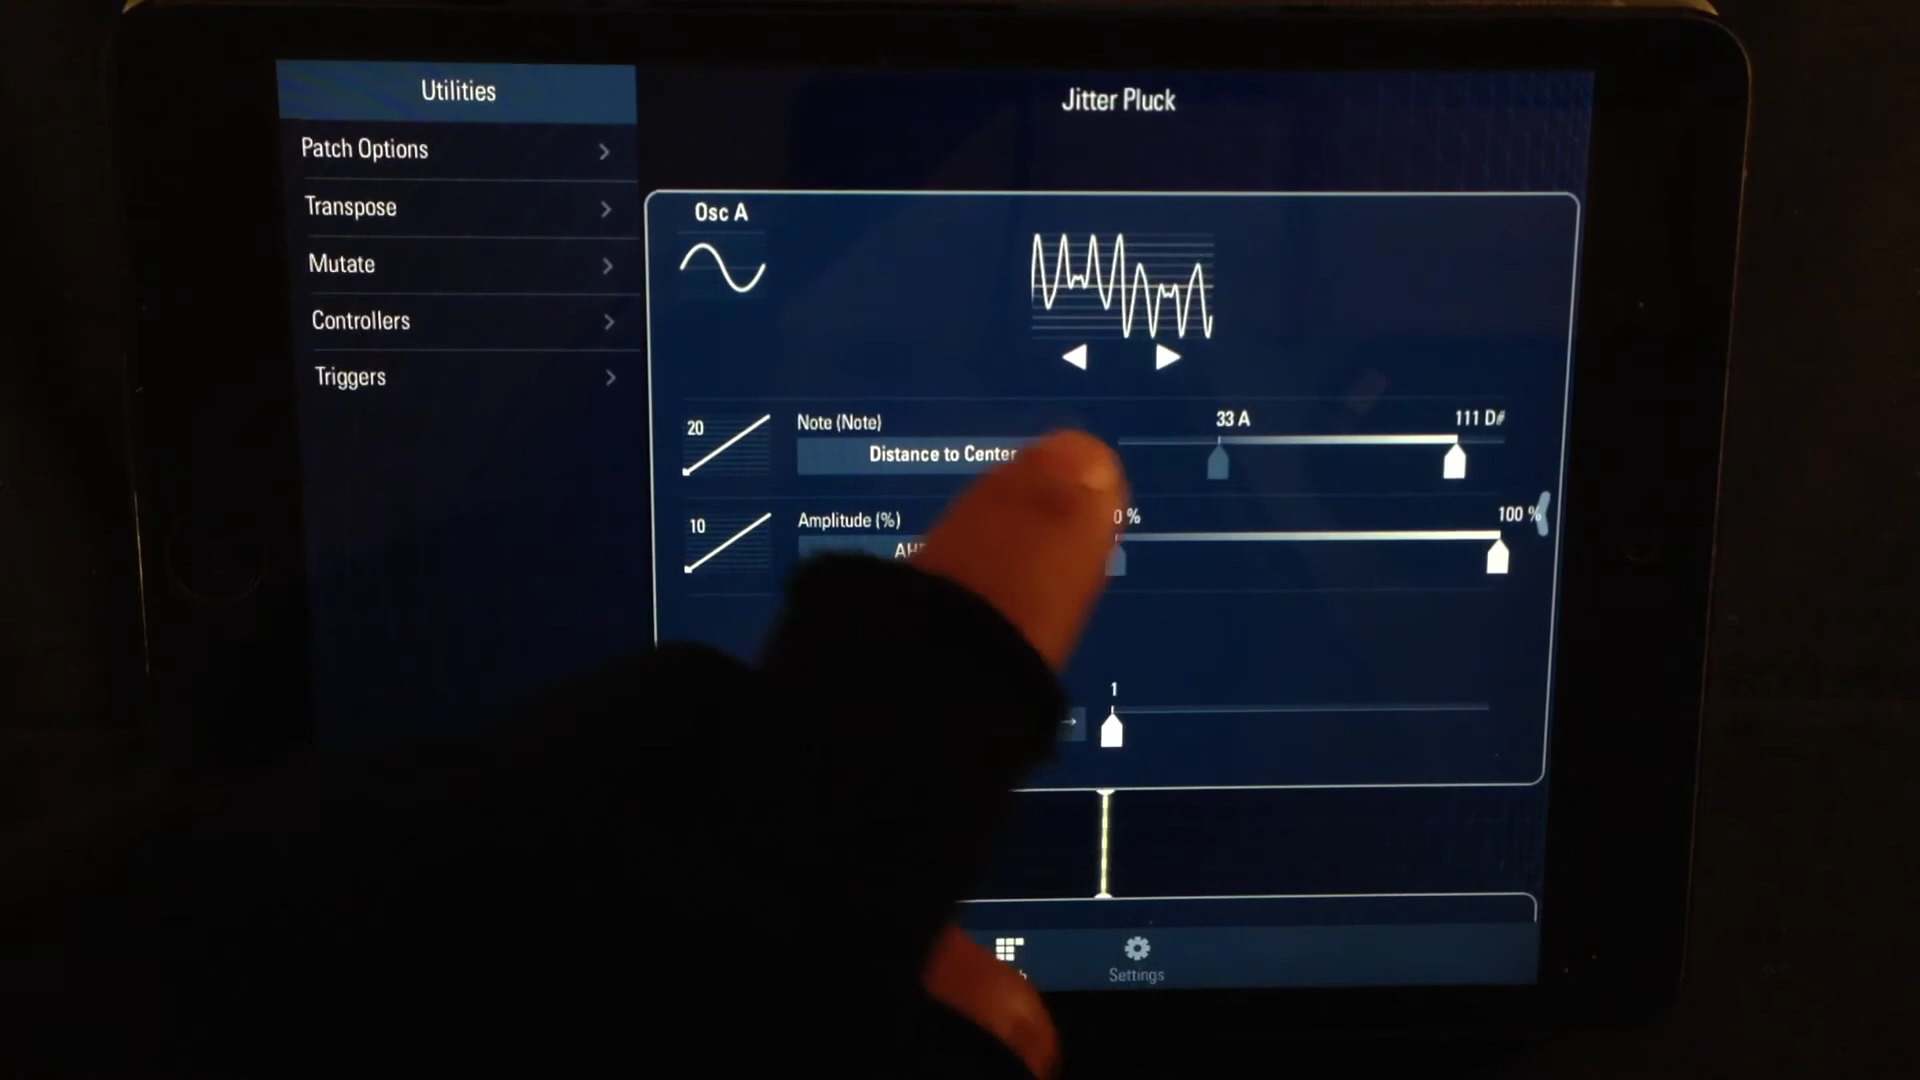 Utilities
Patch Options
Transpose
Mutate
Controllers
Triggers
Jitter Pluck
Osc A
20
Note (Note)
Distance to Center
33 A
111 D#
10
Amplitude (%)
0 %
100 %
1
Settings